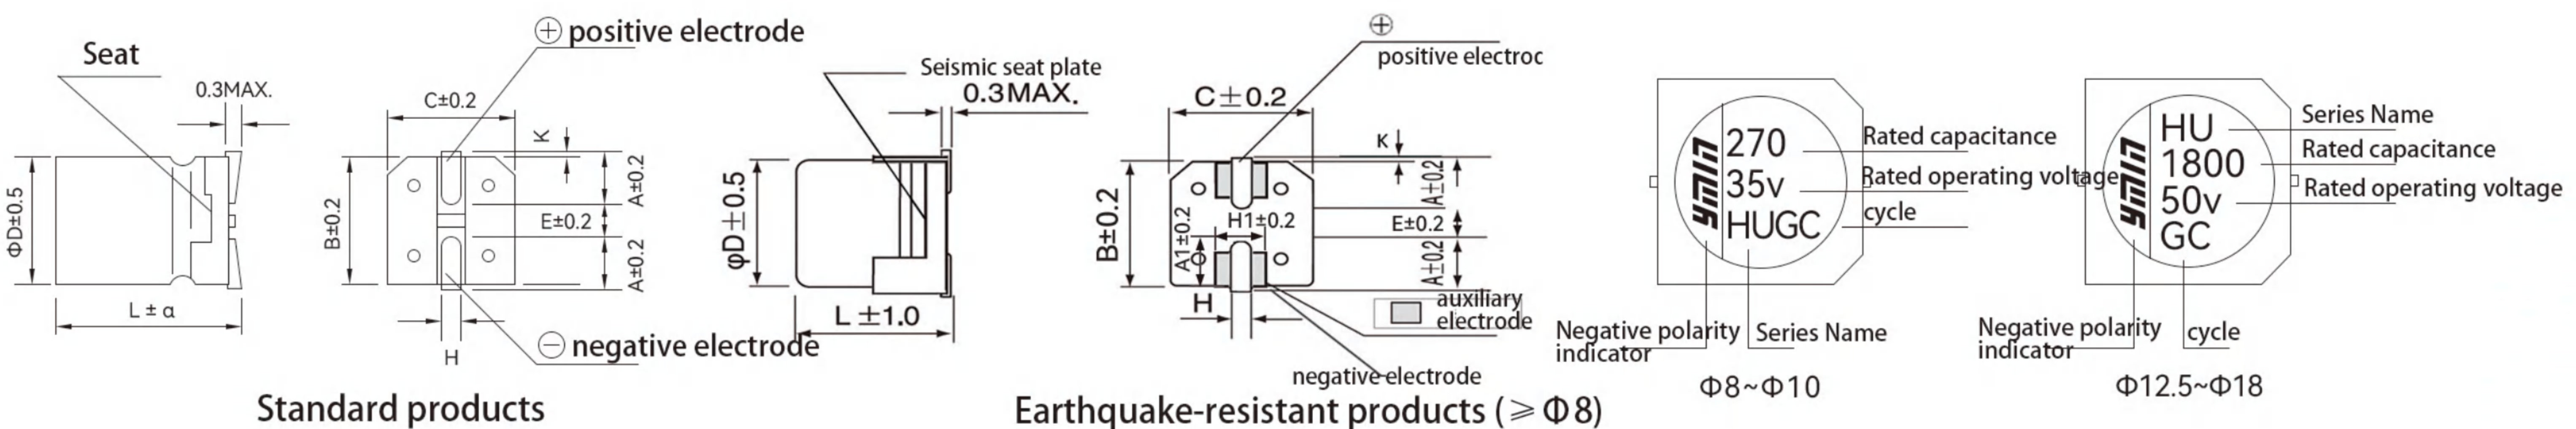 Seat
0.3MAX.
ΦD±0.5
L ± α
⊕ positive electrode
C±0.2
K
B±0.2
A±0.2
E±0.2
A±0.2
H
⊖ negative electrode
Standard products
Seismic seat plate
0.3MAX.
φD±0.5
L ±1.0
⊕
positive electroc
C±0.2
K
B±0.2
A±0.2
H1±0.2
E±0.2
A1±0.2
A±0.2
H
auxiliary
electrode
negative electrode
Earthquake-resistant products (≥Φ8)
ymin
270
35v
HUGC
Rated capacitance
Rated operating voltage
cycle
Negative polarity
indicator
Series Name
Φ8~Φ10
ymin
HU
1800
50v
GC
Series Name
Rated capacitance
Rated operating voltage
Negative polarity
indicator
cycle
Φ12.5~Φ18